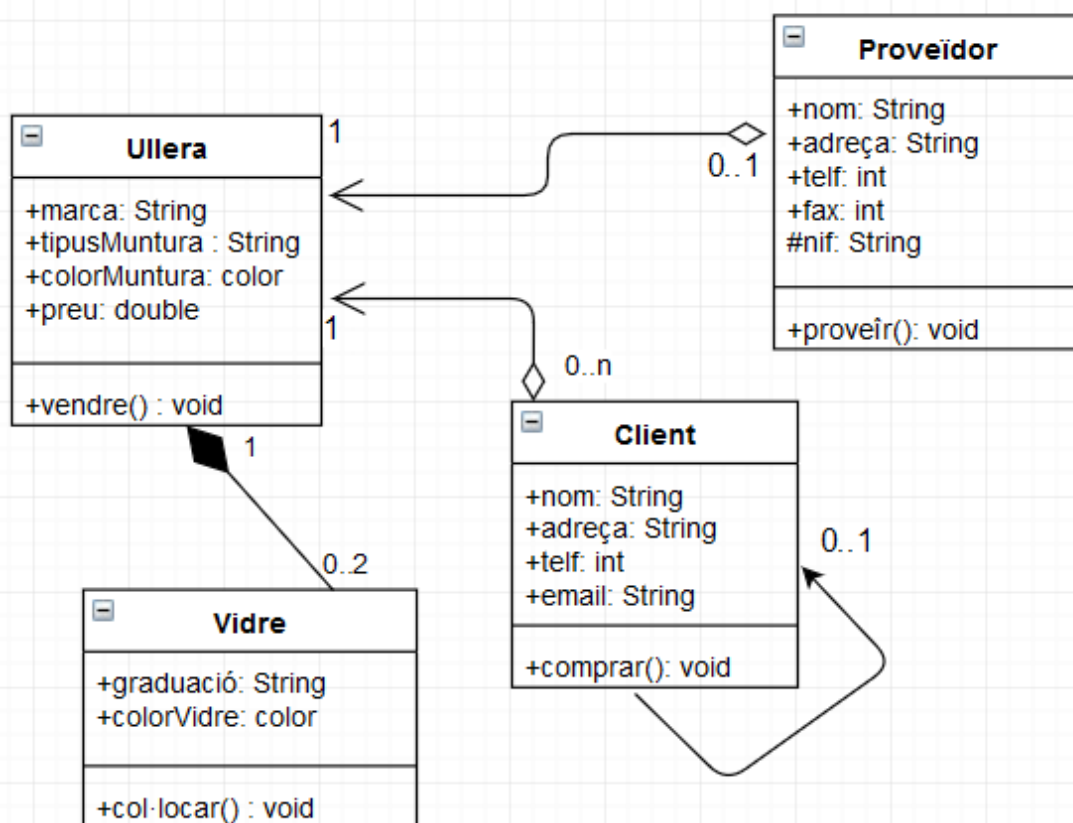 Proveïdor
+nom: String
+adreça: String
+telf: int
+fax: int
#nif: String
+proveîr(): void
0..1
1
Ullera
+marca: String
+tipusMuntura : String
+colorMuntura: color
+preu: double
+vendre() : void
1
1
0..2
0..n
Client
+nom: String
+adreça: String
+telf: int
+email: String
+comprar(): void
0..1
Vidre
+graduació: String
+colorVidre: color
+col·locar() : void